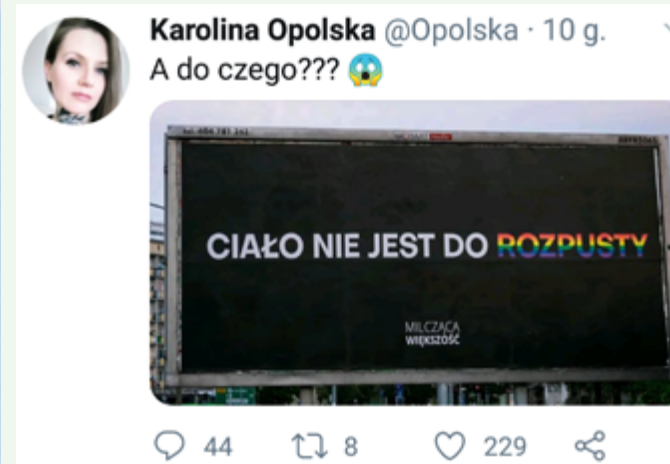 Karolina Opolska @Opolska · 10 g.
A do czego??? 😱
CIAŁO NIE JEST DO ROZPUSTY
MILCZĄCA
WIĘKSZOŚĆ
44 8 229